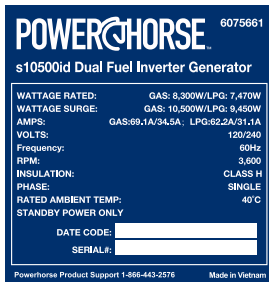 POWERHORSE™ 6075661
s10500id Dual Fuel Inverter Generator
WATTAGE RATED: GAS: 8,300W/LPG: 7,470W
WATTAGE SURGE: GAS: 10,500W/LPG: 9,450W
AMPS: GAS:69.1A/34.5A; LPG:62.2A/31.1A
VOLTS: 120/240
Frequency: 60Hz
RPM: 3,600
INSULATION: CLASS H
PHASE: SINGLE
RATED AMBIENT TEMP: 40°C
STANDBY POWER ONLY
DATE CODE:
SERIAL#:
Powerhorse Product Support 1-866-443-2576 Made in Vietnam